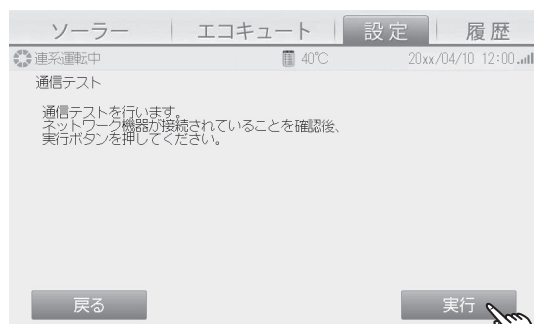 ソーラー エコキュート 設定 履歴
連系運転中 40℃ 20xx/04/10 12:00
通信テスト
通信テストを行います。
ネットワーク機器が接続されていることを確認後、
実行ボタンを押してください。
戻る 実行